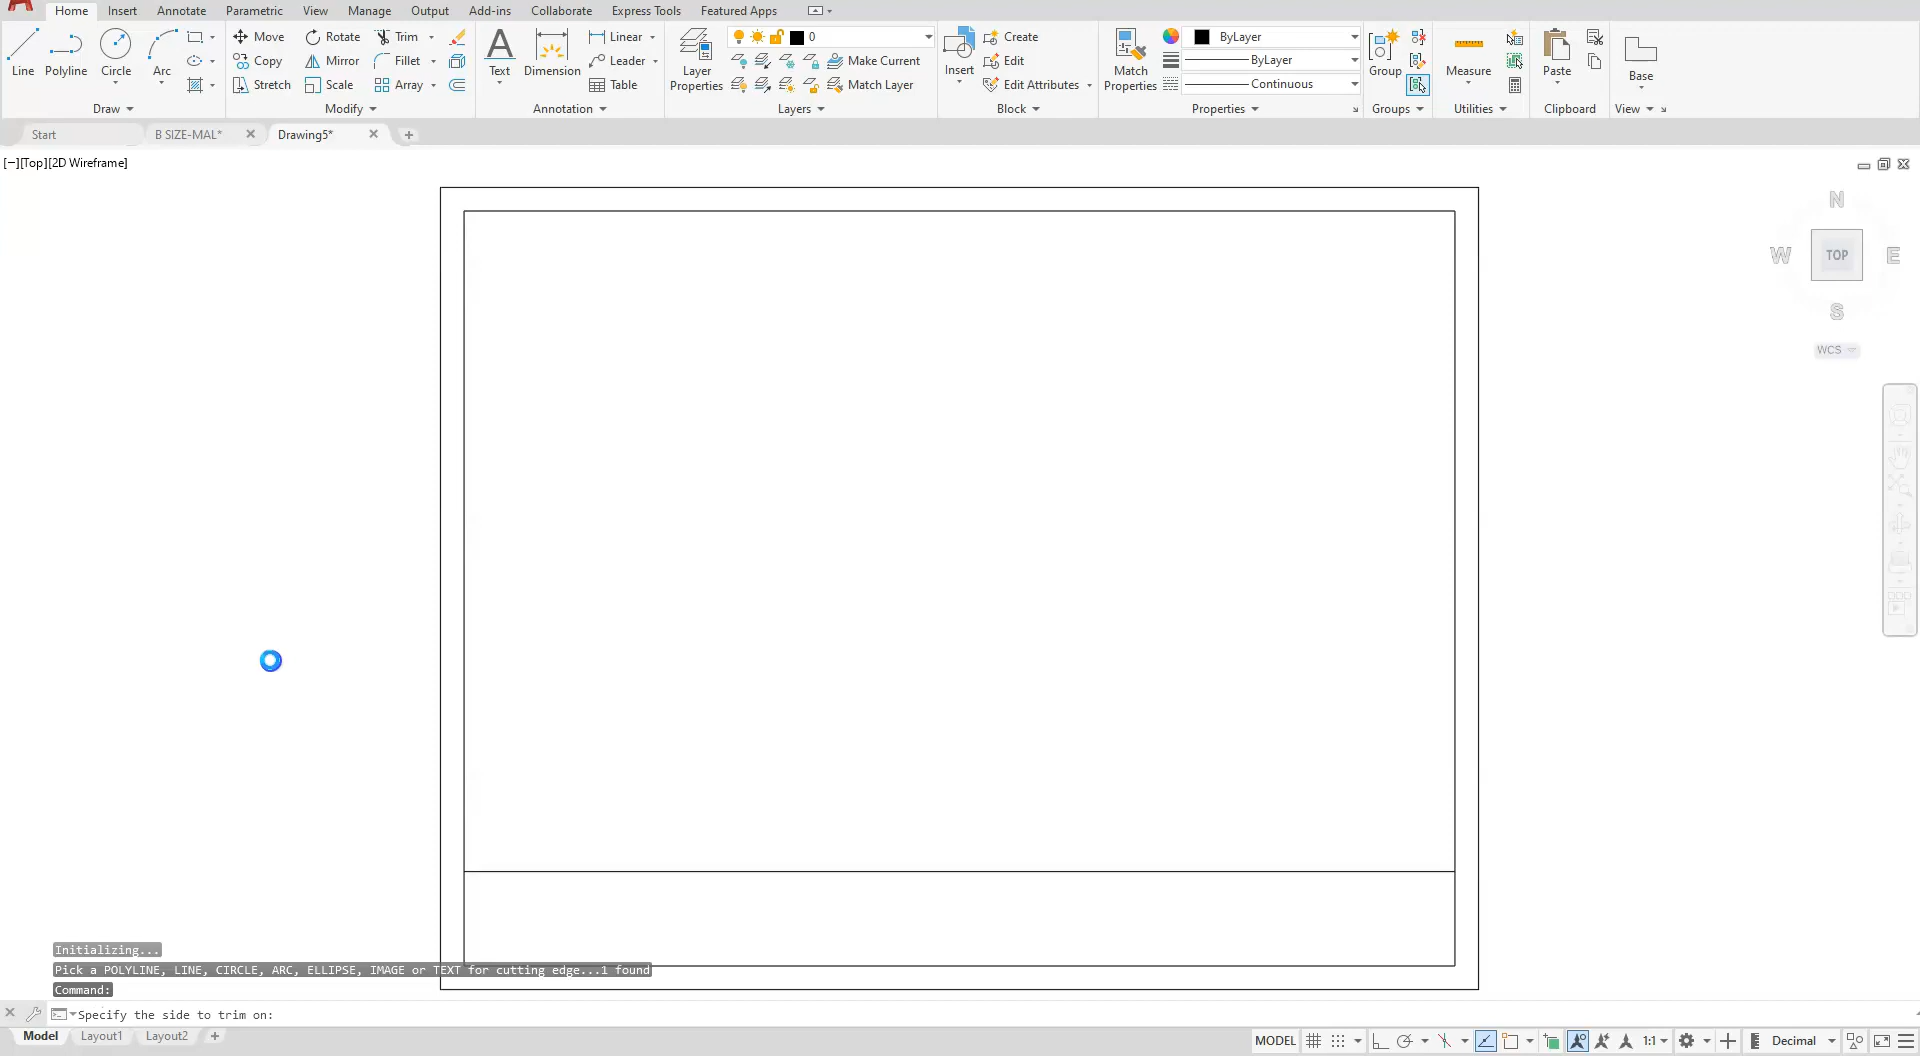 Home Insert Annotate Parametric View Manage Output Add-ins Collaborate Express Tools Featured Apps
Move Rotate Trim Linear 0 Create ByLayer
Copy Mirror Fillet Leader Make Current Edit ByLayer
Line Polyline Circle Arc Text Dimension Layer Properties Insert Match Properties Group Measure Paste Base
Stretch Scale Array Table Match Layer Edit Attributes Continuous
Draw Modify Annotation Layers Block Properties Groups Utilities Clipboard View
Start B SIZE-MAL* Drawing5*
[−][Top][2D Wireframe]
N
W TOP E
S
WCS
Initializing...
Pick a POLYLINE, LINE, CIRCLE, ARC, ELLIPSE, IMAGE or TEXT for cutting edge...1 found
Command:
Specify the side to trim on:
Model Layout1 Layout2 +
MODEL 1:1 Decimal